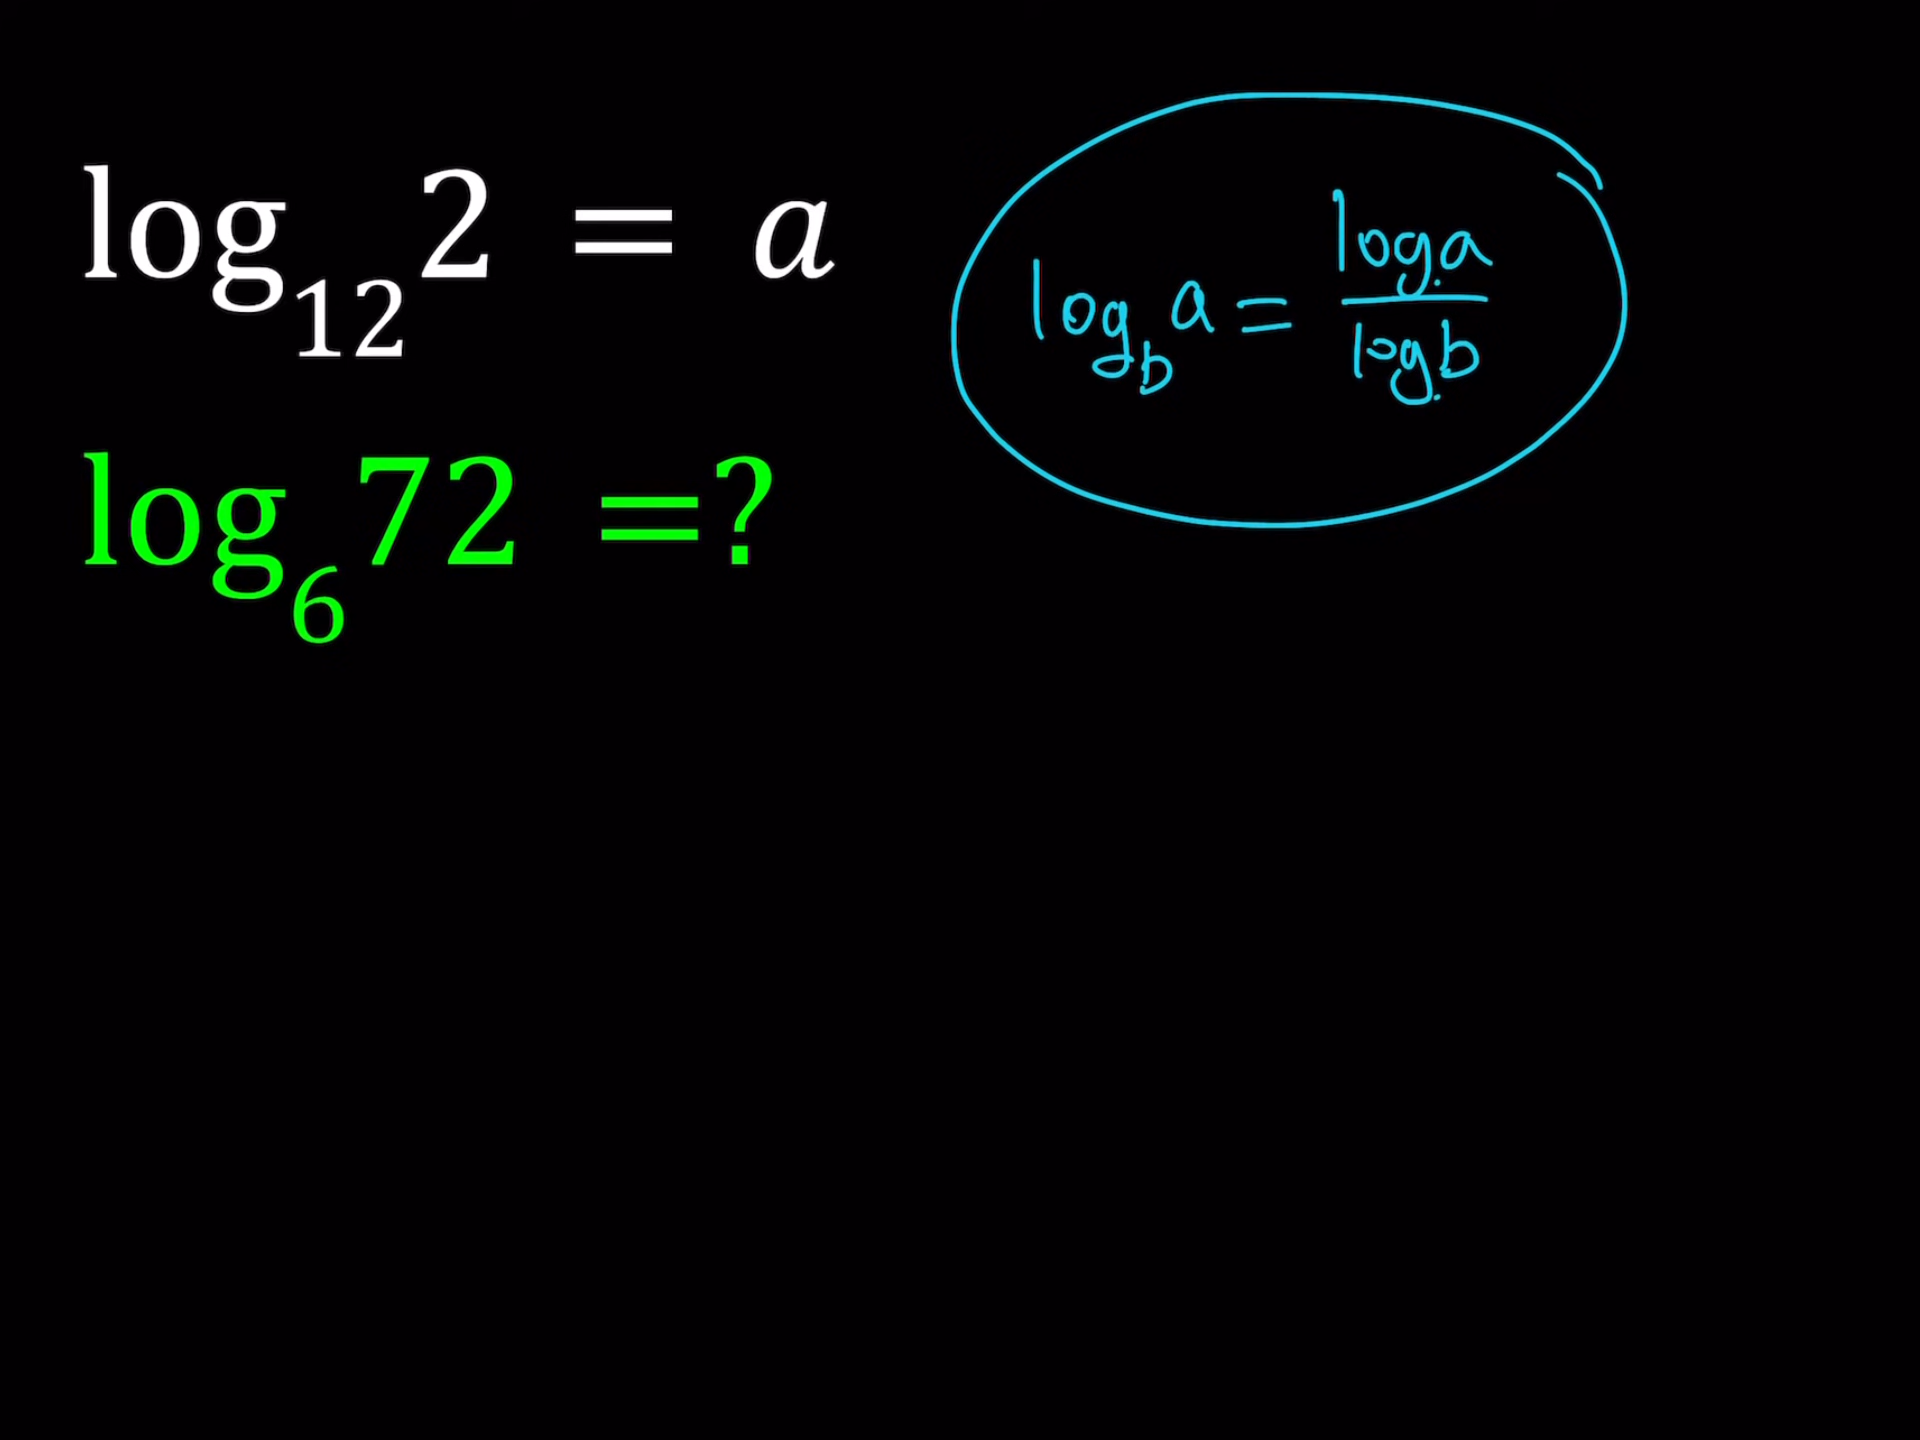 log₁₂2 = a
log₆72 =?
log_b a = log a / log b